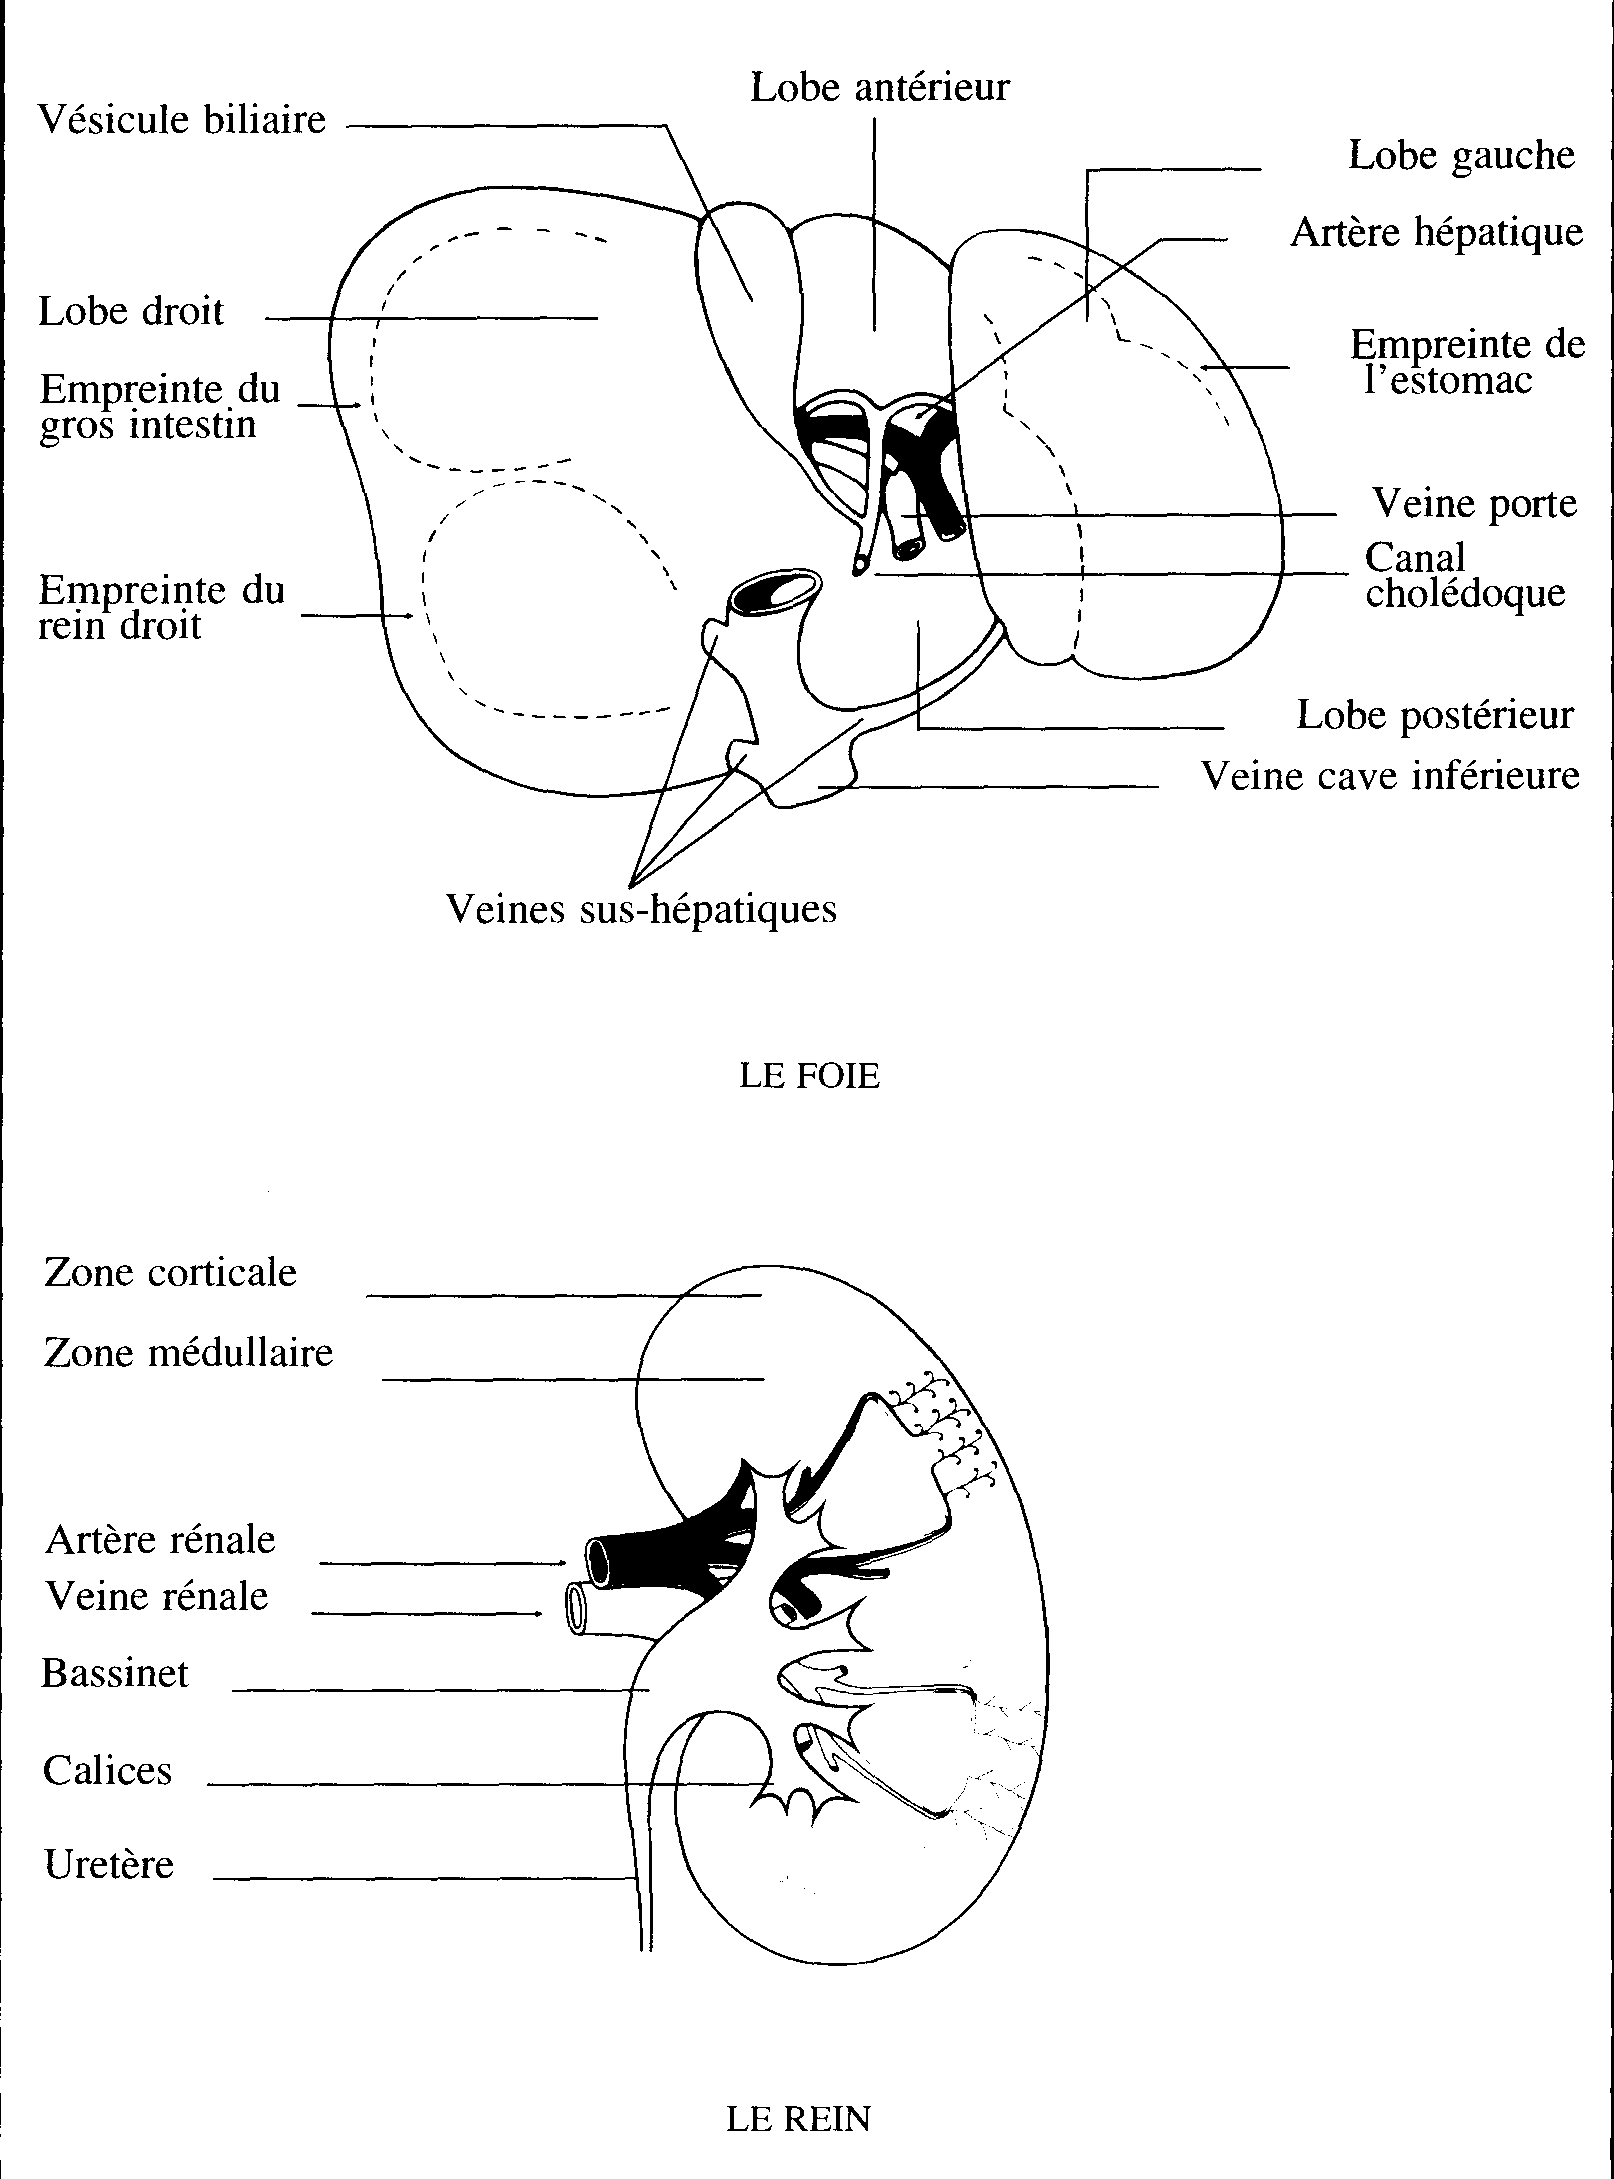 Lobe antérieur
Vésicule biliaire
Lobe gauche
Artère hépatique
Lobe droit
Empreinte de
l'estomac
Empreinte du
gros intestin
Veine porte
Canal
cholédoque
Empreinte du
rein droit
Lobe postérieur
Veine cave inférieure
Veines sus-hépatiques
LE FOIE
Zone corticale
Zone médullaire
Artère rénale
Veine rénale
Bassinet
Calices
Uretère
LE REIN